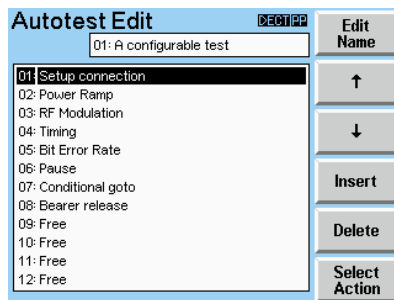 Autotest Edit
DECT PP
01: A configurable test
01: Setup connection
02: Power Ramp
03: RF Modulation
04: Timing
05: Bit Error Rate
06: Pause
07: Conditional goto
08: Bearer release
09: Free
10: Free
11: Free
12: Free
Edit
Name
↑
↓
Insert
Delete
Select
Action